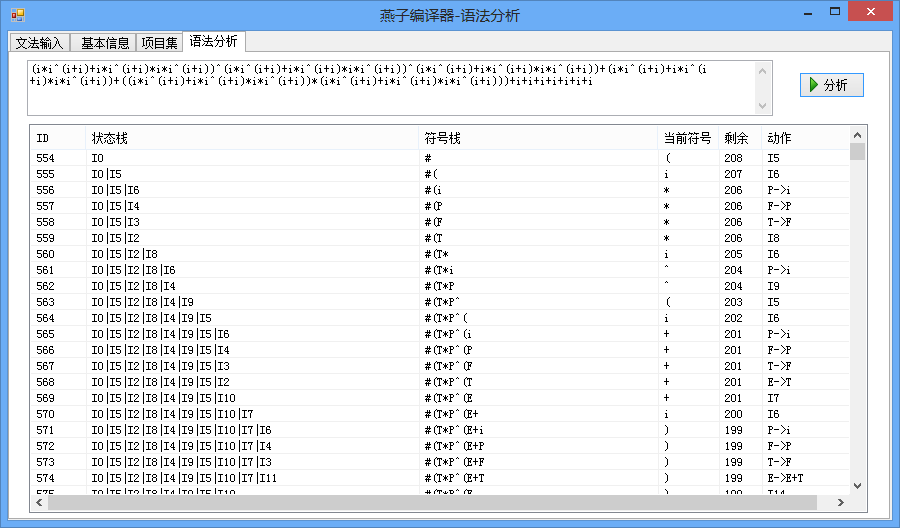 燕子编译器-语法分析
文法输入 基本信息 项目集 语法分析
(i*i^(i+i)+i*i^(i+i)*i*i^(i+i))^(i*i^(i+i)+i*i^(i+i)*i*i^(i+i))^(i*i^(i+i)+i*i^(i+i)*i*i^(i+i))+(i*i^(i+i)+i*i^(i
+i)*i*i^(i+i))+((i*i^(i+i)+i*i^(i+i)*i*i^(i+i))*(i*i^(i+i)+i*i^(i+i)*i*i^(i+i)))+i+i+i+i+i+i+i
分析
ID 状态栈 符号栈 当前符号 剩余 动作
554 I0 # ( 208 I5
555 I0|I5 #( i 207 I6
556 I0|I5|I6 #(i * 206 P->i
557 I0|I5|I4 #(P * 206 F->P
558 I0|I5|I3 #(F * 206 T->F
559 I0|I5|I2 #(T * 206 I8
560 I0|I5|I2|I8 #(T* i 205 I6
561 I0|I5|I2|I8|I6 #(T*i ^ 204 P->i
562 I0|I5|I2|I8|I4 #(T*P ^ 204 I9
563 I0|I5|I2|I8|I4|I9 #(T*P^ ( 203 I5
564 I0|I5|I2|I8|I4|I9|I5 #(T*P^( i 202 I6
565 I0|I5|I2|I8|I4|I9|I5|I6 #(T*P^(i + 201 P->i
566 I0|I5|I2|I8|I4|I9|I5|I4 #(T*P^(P + 201 F->P
567 I0|I5|I2|I8|I4|I9|I5|I3 #(T*P^(F + 201 T->F
568 I0|I5|I2|I8|I4|I9|I5|I2 #(T*P^(T + 201 E->T
569 I0|I5|I2|I8|I4|I9|I5|I10 #(T*P^(E + 201 I7
570 I0|I5|I2|I8|I4|I9|I5|I10|I7 #(T*P^(E+ i 200 I6
571 I0|I5|I2|I8|I4|I9|I5|I10|I7|I6 #(T*P^(E+i ) 199 P->i
572 I0|I5|I2|I8|I4|I9|I5|I10|I7|I4 #(T*P^(E+P ) 199 F->P
573 I0|I5|I2|I8|I4|I9|I5|I10|I7|I3 #(T*P^(E+F ) 199 T->F
574 I0|I5|I2|I8|I4|I9|I5|I10|I7|I11 #(T*P^(E+T ) 199 E->E+T
575 I0|I5|I2|I8|I4|I9|I5|I10 #(T*P^(E ) 199 I14